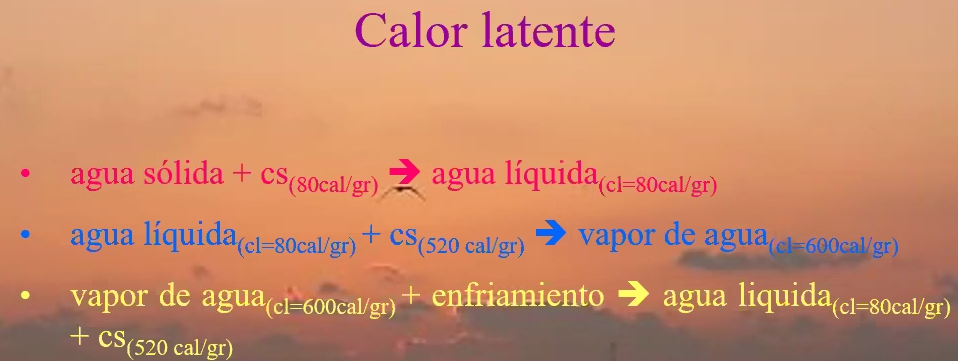 Calor latente
• agua sólida + cs(80cal/gr) ➔ agua líquida(cl=80cal/gr)
• agua líquida(cl=80cal/gr) + cs(520 cal/gr) ➔ vapor de agua(cl=600cal/gr)
• vapor de agua(cl=600cal/gr) + enfriamiento ➔ agua liquida(cl=80cal/gr)
+ cs(520 cal/gr)